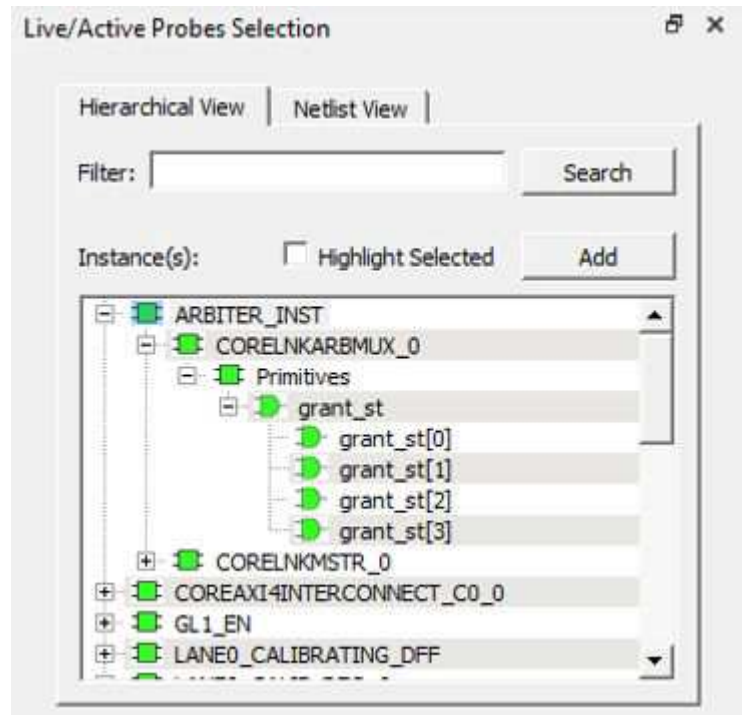 Live/Active Probes Selection
Hierarchical View Netlist View
Filter: Search
Instance(s): Highlight Selected Add
ARBITER_INST
CORELNKARBMUX_0
Primitives
grant_st
grant_st[0]
grant_st[1]
grant_st[2]
grant_st[3]
CORELNKMSTR_0
COREAXI4INTERCONNECT_C0_0
GL1_EN
LANE0_CALIBRATING_DFF